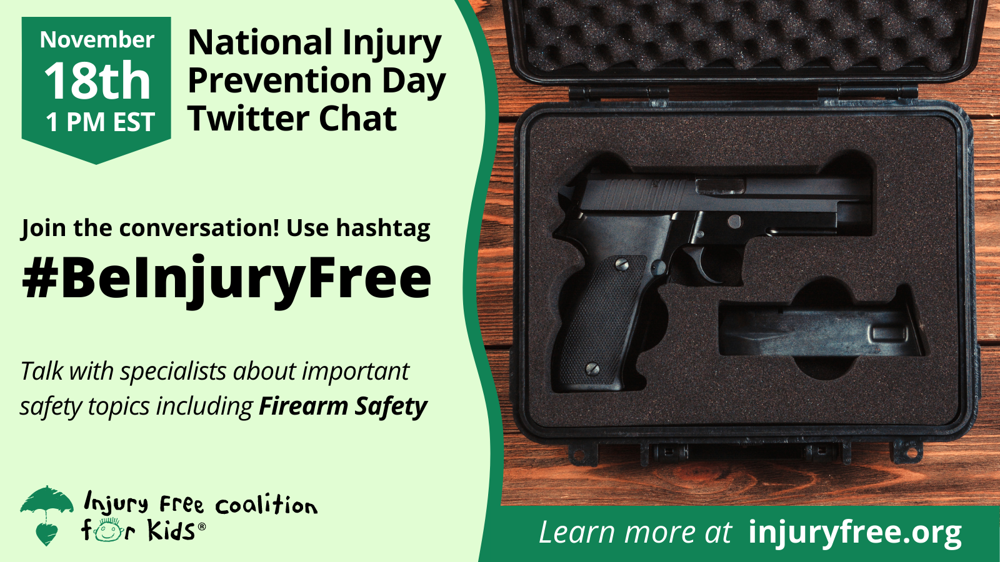 November
18th
1 PM EST
National Injury
Prevention Day
Twitter Chat
Join the conversation! Use hashtag
#BeInjuryFree
Talk with specialists about important
safety topics including Firearm Safety
Injury Free Coalition
for Kids®
Learn more at injuryfree.org